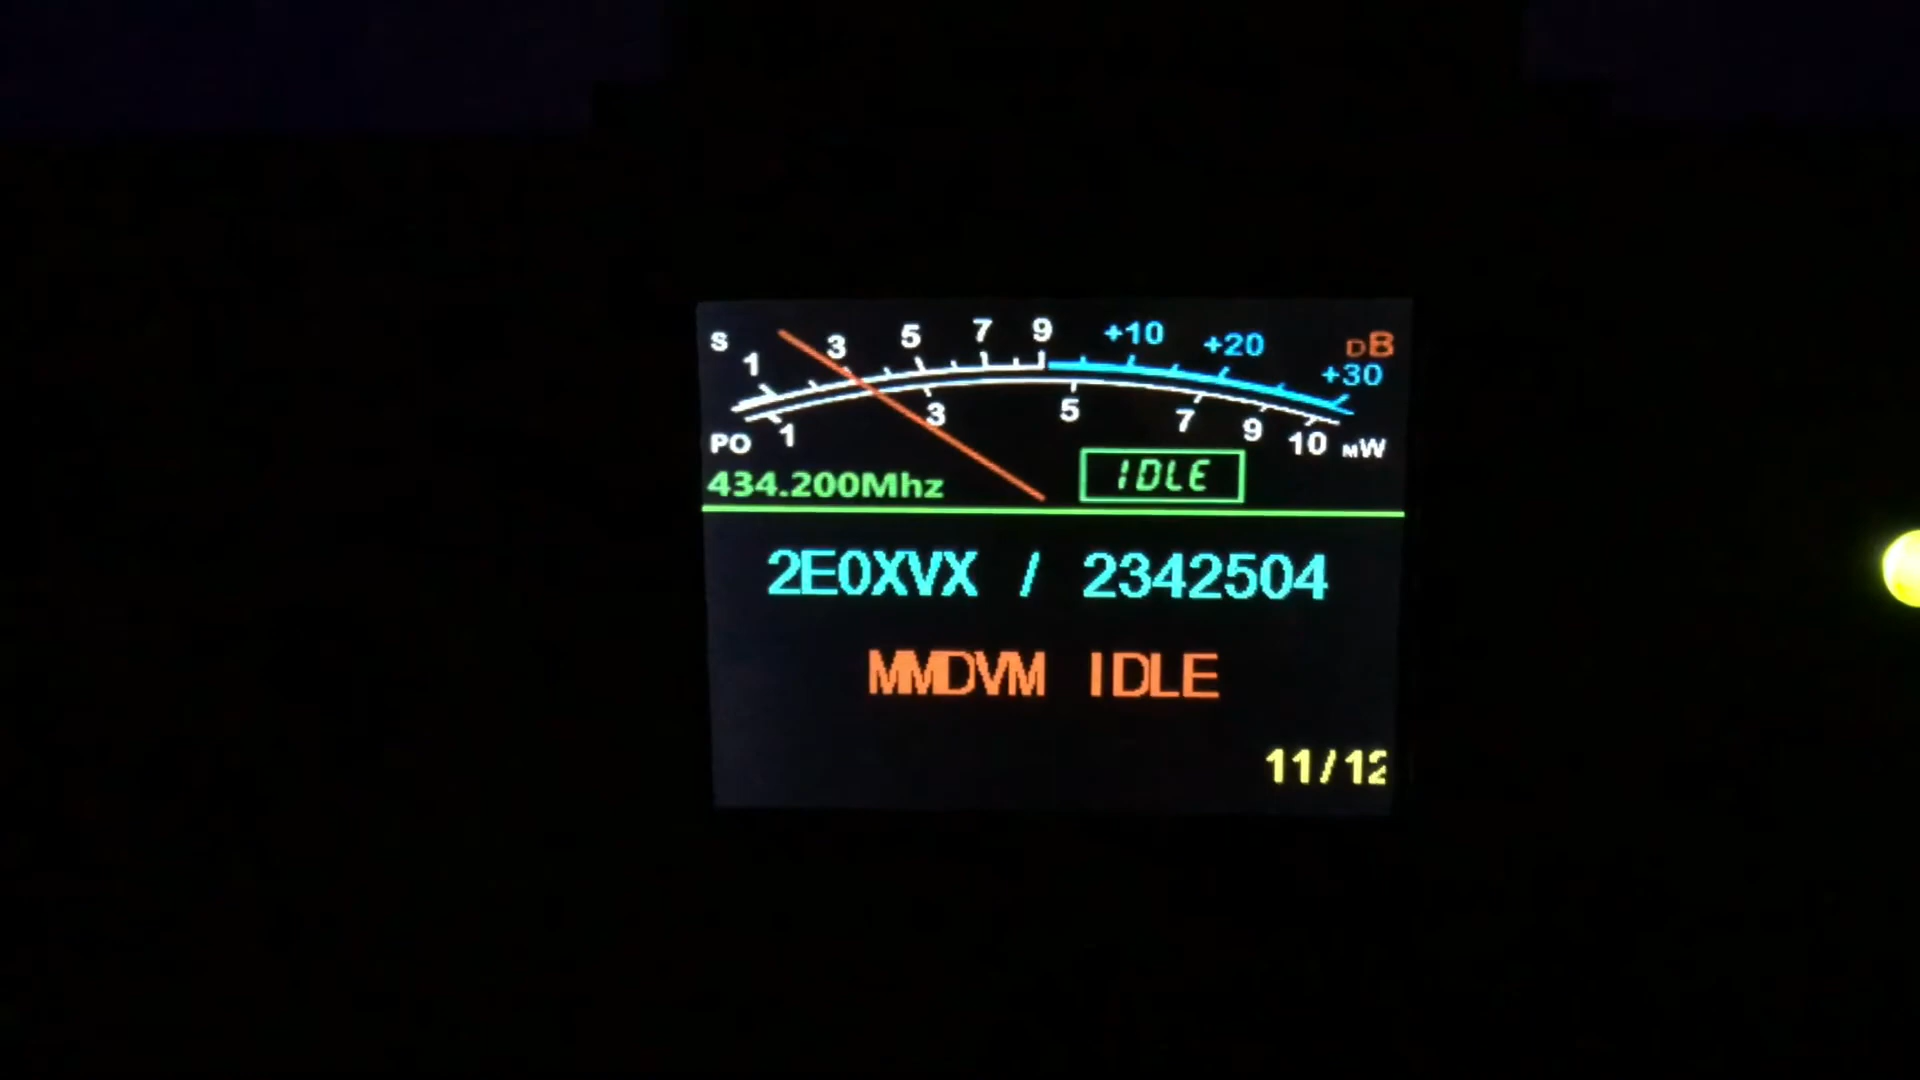 S 1 3 5 7 9 +10 +20 +30 DB
PO 1 3 5 7 9 10 MW
434.200Mhz IDLE
2E0XVX / 2342504
MMDVM IDLE
11/12